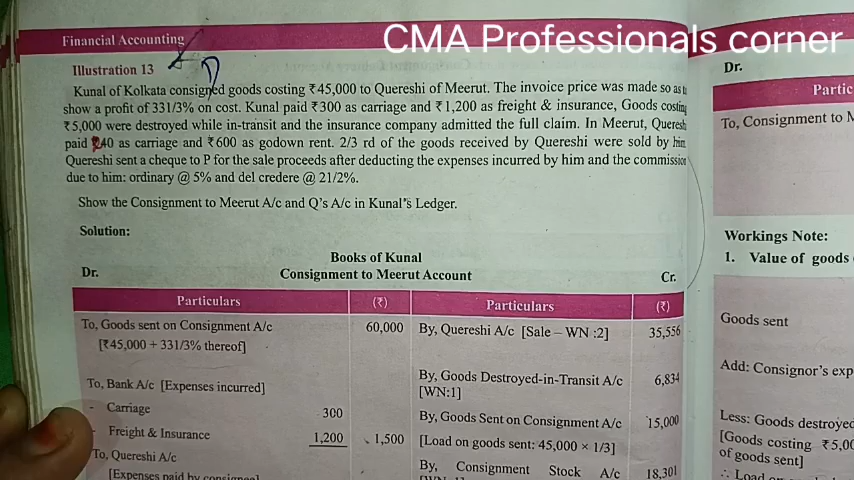 CMA Professionals corner
Financial Accounting
Illustration 13
Kunal of Kolkata consigned goods costing ₹45,000 to Quereshi of Meerut. The invoice price was made so as
show a profit of 331/3% on cost. Kunal paid ₹300 as carriage and ₹1,200 as freight & insurance, Goods costing
₹5,000 were destroyed while in-transit and the insurance company admitted the full claim. In Meerut, Queresh
paid 240 as carriage and ₹600 as godown rent. 2/3 rd of the goods received by Quereshi were sold by him
Quereshi sent a cheque to P for the sale proceeds after deducting the expenses incurred by him and the commission
due to him: ordinary @ 5% and del credere @ 21/2%.
Show the Consignment to Meerut A/c and Q's A/c in Kunal's Ledger.
Solution:
Books of Kunal
Dr. Consignment to Meerut Account Cr.
Particulars (₹) Particulars (₹)
To, Goods sent on Consignment A/c 60,000 By, Quereshi A/c [Sale – WN :2] 35,556
[₹45,000 + 331/3% thereof]
To, Bank A/c [Expenses incurred] By, Goods Destroyed-in-Transit A/c 6,834
[WN:1]
- Carriage 300 By, Goods Sent on Consignment A/c 15,000
- Freight & Insurance 1,200 1,500 [Load on goods sent: 45,000 × 1/3]
To, Quereshi A/c By, Consignment Stock A/c 18,301
[Expenses paid by consignee]
Dr.
Partic
To, Consignment to M
Workings Note:
1. Value of goods
Goods sent
Add: Consignor's exp
Less: Goods destroyed
[Goods costing ₹5,00
of goods sent]